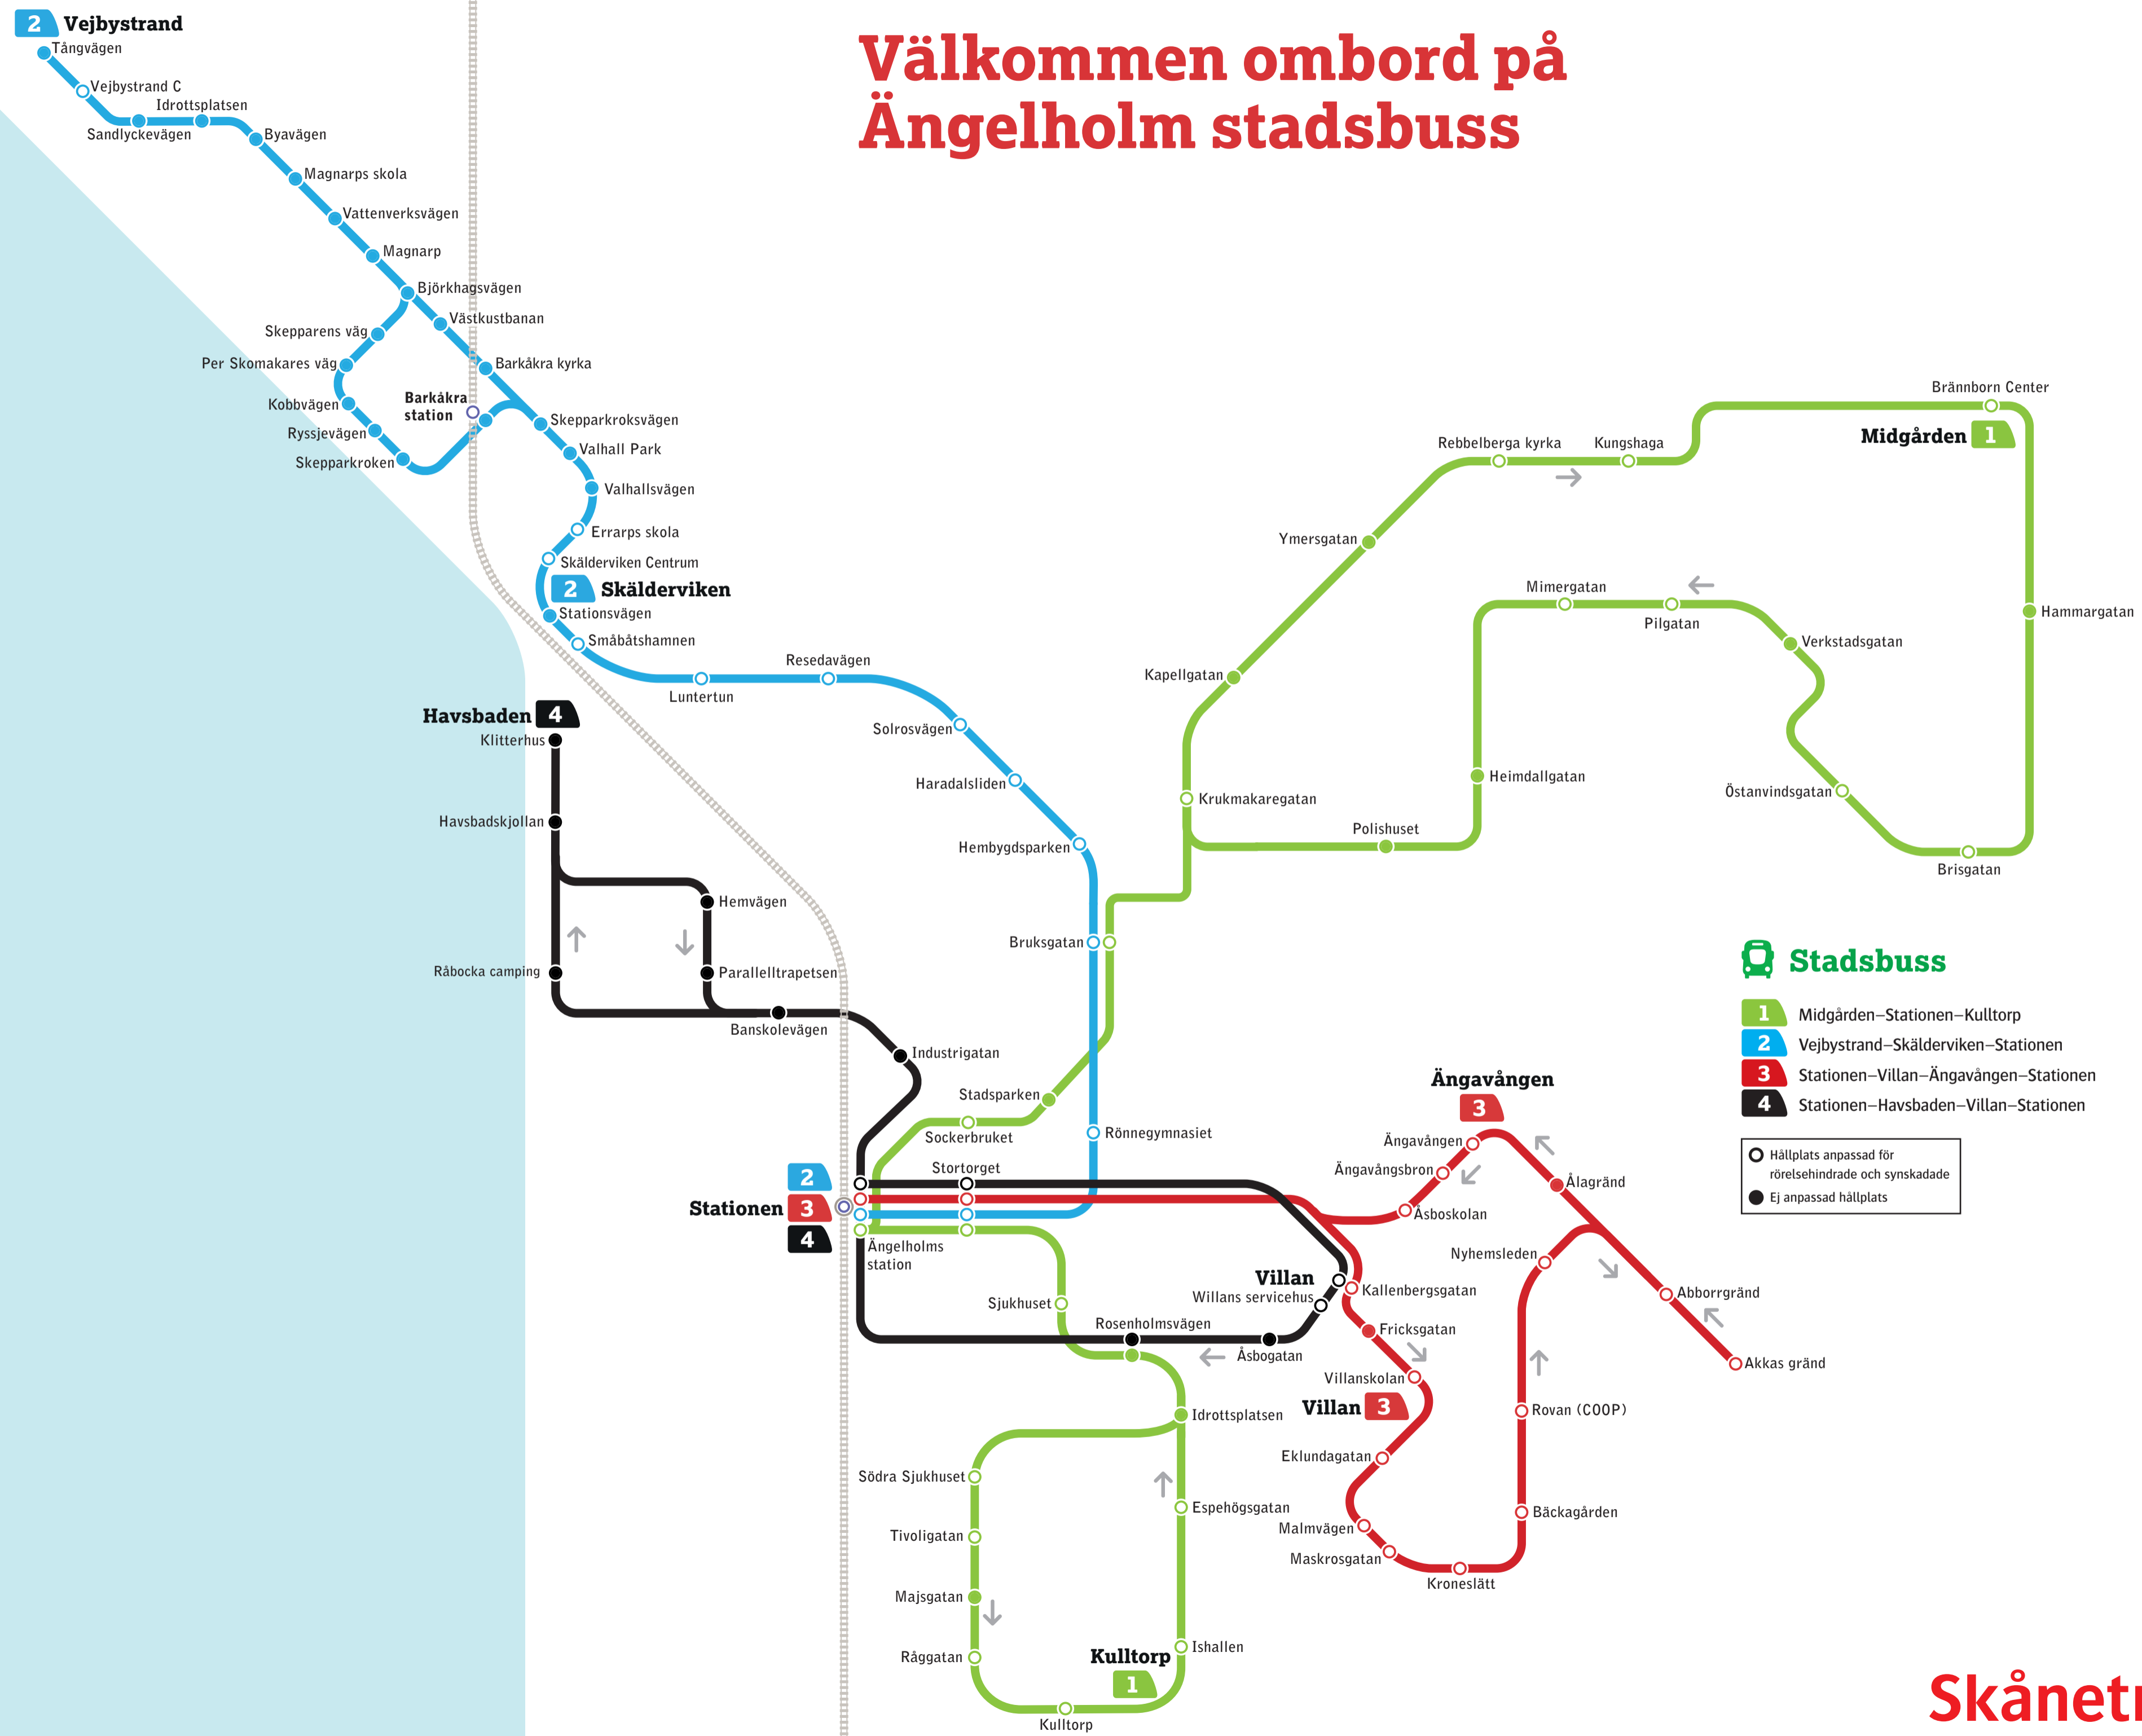 Välkommen ombord på
Ängelholm stadsbuss
2 Vejbystrand
Tångvägen
Vejbystrand C
Idrottsplatsen
Sandlyckevägen
Byavägen
Magnarps skola
Vattenverksvägen
Magnarp
Björkhagsvägen
Västkustbanan
Skepparens väg
Per Skomakares väg
Barkåkra kyrka
Barkåkra
station
Kobbvägen
Ryssjevägen
Skepparkroken
Skepparkroksvägen
Valhall Park
Valhallsvägen
Errarps skola
Skälderviken Centrum
2 Skälderviken
Stationsvägen
Småbåtshamnen
Luntertun
Resedavägen
Solrosvägen
Haradalsliden
Hembygdsparken
Bruksgatan
Rönnegymnasiet
Brännborn Center
Midgården 1
Rebbelberga kyrka
Kungshaga
Ymersgatan
Mimergatan
Pilgatan
Verkstadsgatan
Hammargatan
Kapellgatan
Krukmakaregatan
Heimdallgatan
Östanvindsgatan
Polishuset
Brisgatan
Havsbaden 4
Klitterhus
Havsbadskjollan
Hemvägen
Råbocka camping
Parallelltrapetsen
Banskolevägen
Industrigatan
Stadsparken
Sockerbruket
Stortorget
2
Stationen 3
4
Ängelholms
station
Sjukhuset
Rosenholmsvägen
Åsbogatan
Villan
Willans servicehus
Kallenbergsgatan
Fricksgatan
Villanskolan
Villan 3
Eklundagatan
Malmvägen
Maskrosgatan
Kroneslätt
Bäckagården
Rovan (COOP)
Nyhemsleden
Ängavången
3
Ängavången
Ängavångsbron
Åsboskolan
Ålagränd
Abborrgränd
Akkas gränd
Idrottsplatsen
Södra Sjukhuset
Tivoligatan
Majsgatan
Råggatan
Espehögsgatan
Ishallen
Kulltorp
1
Kulltorp
Stadsbuss
1 Midgården–Stationen–Kulltorp
2 Vejbystrand–Skälderviken–Stationen
3 Stationen–Villan–Ängavången–Stationen
4 Stationen–Havsbaden–Villan–Stationen
Hållplats anpassad för
rörelsehindrade och synskadade
Ej anpassad hållplats
Skånetr